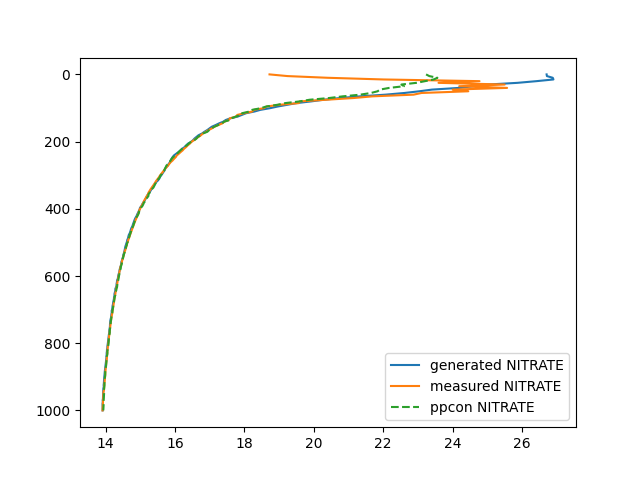 0
200
400
600
800
1000
14 16 18 20 22 24 26
generated NITRATE
measured NITRATE
ppcon NITRATE